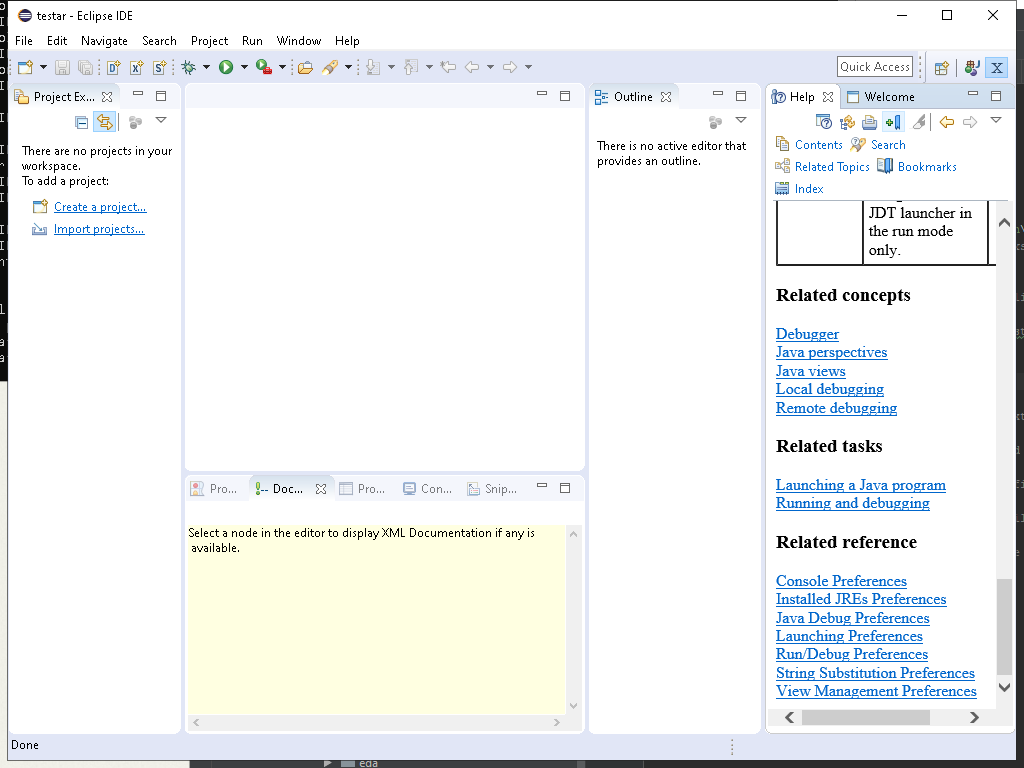 testar - Eclipse IDE
File Edit Navigate Search Project Run Window Help
Quick Access
Project Ex...
There are no projects in your
workspace.
To add a project:
Create a project...
Import projects...
Outline
There is no active editor that
provides an outline.
Help
Welcome
Contents
Search
Related Topics
Bookmarks
Index
JDT launcher in
the run mode
only.
Related concepts
Debugger
Java perspectives
Java views
Local debugging
Remote debugging
Related tasks
Launching a Java program
Running and debugging
Related reference
Console Preferences
Installed JREs Preferences
Java Debug Preferences
Launching Preferences
Run/Debug Preferences
String Substitution Preferences
View Management Preferences
Pro...
Doc...
Pro...
Con...
Snip...
Select a node in the editor to display XML Documentation if any is
available.
Done
eda